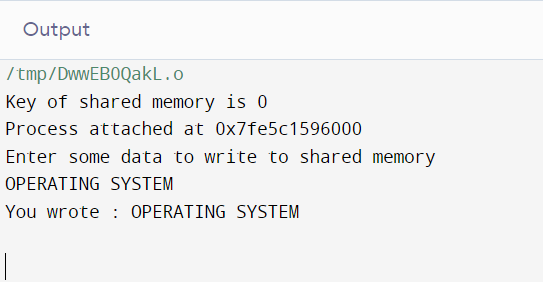 Output
/tmp/DwwEB0QakL.o
Key of shared memory is 0
Process attached at 0x7fe5c1596000
Enter some data to write to shared memory
OPERATING SYSTEM
You wrote : OPERATING SYSTEM